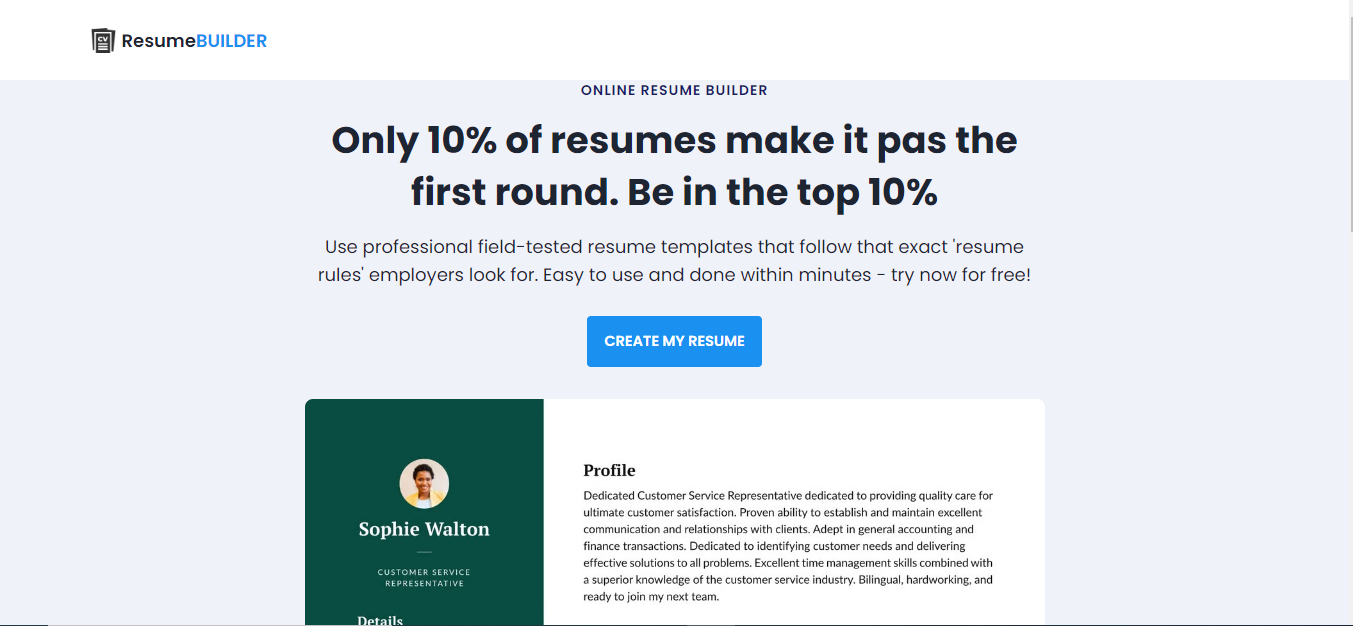 CV
ResumeBUILDER
ONLINE RESUME BUILDER
Only 10% of resumes make it pas the
first round. Be in the top 10%
Use professional field-tested resume templates that follow that exact 'resume
rules' employers look for. Easy to use and done within minutes - try now for free!
CREATE MY RESUME
Sophie Walton
CUSTOMER SERVICE
REPRESENTATIVE
Details
Profile
Dedicated Customer Service Representative dedicated to providing quality care for
ultimate customer satisfaction. Proven ability to establish and maintain excellent
communication and relationships with clients. Adept in general accounting and
finance transactions. Dedicated to identifying customer needs and delivering
effective solutions to all problems. Excellent time management skills combined with
a superior knowledge of the customer service industry. Bilingual, hardworking, and
ready to join my next team.